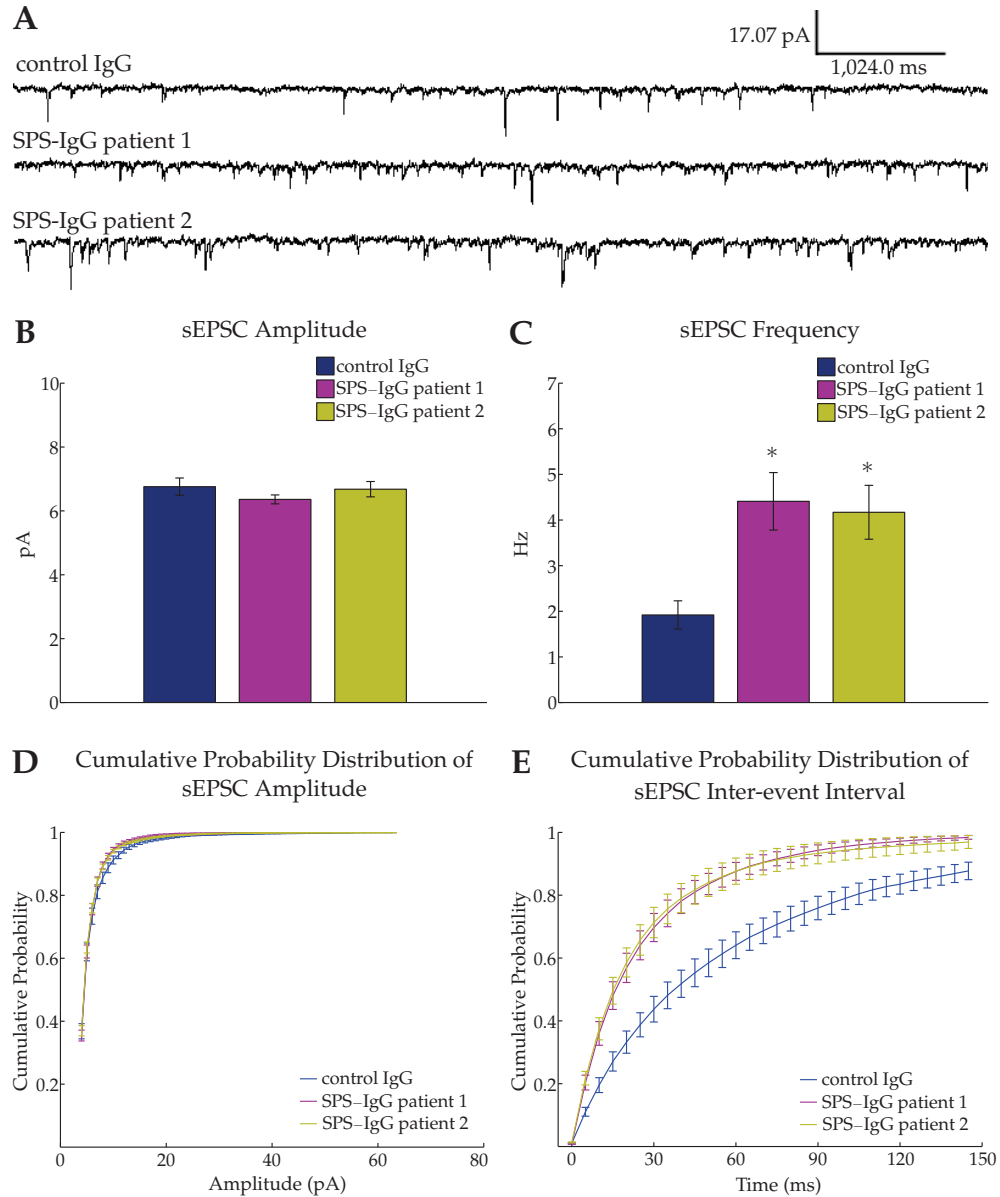 A
17.07 pA
1,024.0 ms
control IgG
SPS-IgG patient 1
SPS-IgG patient 2
B
sEPSC Amplitude
control IgG
SPS–IgG patient 1
SPS–IgG patient 2
10
8
6
4
2
0
pA
C
sEPSC Frequency
control IgG
SPS–IgG patient 1
SPS–IgG patient 2
7
6
5
4
3
2
1
0
Hz
*
*
D
Cumulative Probability Distribution of
sEPSC Amplitude
1
0.8
0.6
0.4
0.2
Cumulative Probability
control IgG
SPS–IgG patient 1
SPS–IgG patient 2
0 20 40 60 80
Amplitude (pA)
E
Cumulative Probability Distribution of
sEPSC Inter-event Interval
1
0.8
0.6
0.4
0.2
Cumulative Probability
control IgG
SPS–IgG patient 1
SPS–IgG patient 2
0 30 60 90 120 150
Time (ms)